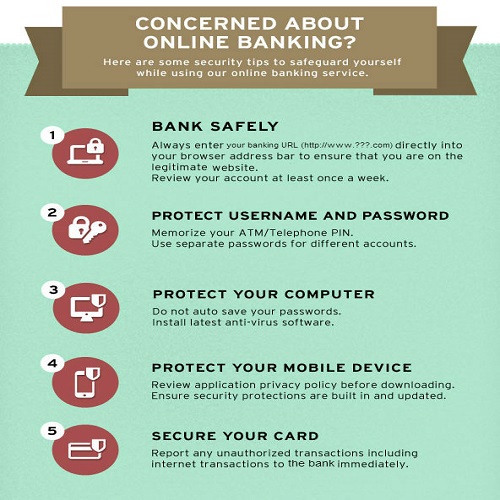 CONCERNED ABOUT
ONLINE BANKING?
Here are some security tips to safeguard yourself
while using our online banking service.
1
BANK SAFELY
Always enter your banking URL (http://www.???.com) directly into
your browser address bar to ensure that you are on the
legitimate website.
Review your account at least once a week.
2
PROTECT USERNAME AND PASSWORD
Memorize your ATM/Telephone PIN.
Use separate passwords for different accounts.
3
PROTECT YOUR COMPUTER
Do not auto save your passwords.
Install latest anti-virus software.
4
PROTECT YOUR MOBILE DEVICE
Review application privacy policy before downloading.
Ensure security protections are built in and updated.
5
SECURE YOUR CARD
Report any unauthorized transactions including
internet transactions to the bank immediately.